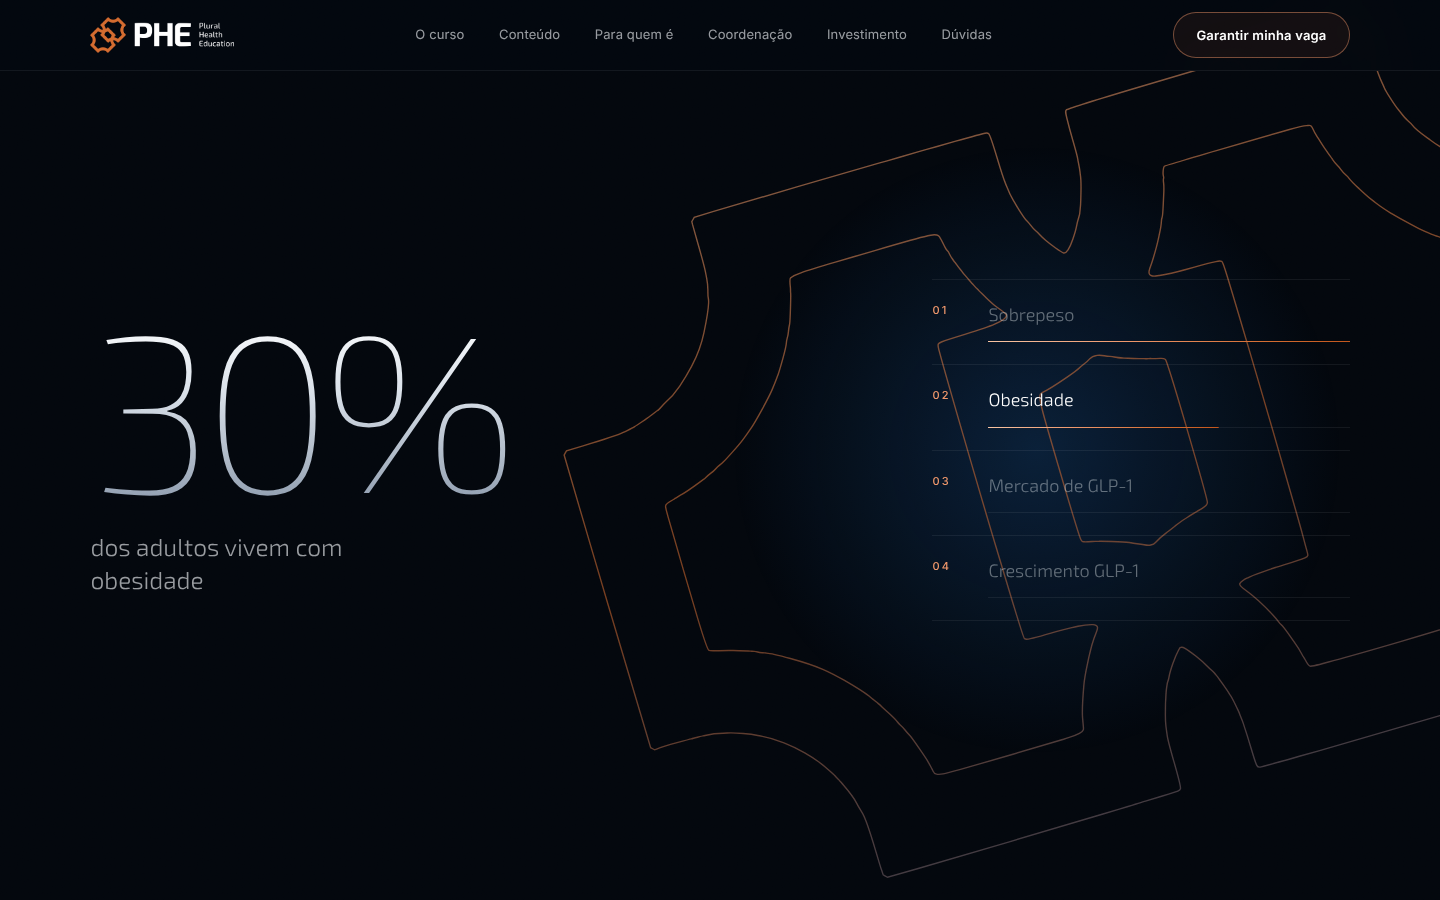 PHE
Plural
Health
Education
O curso
Conteúdo
Para quem é
Coordenação
Investimento
Dúvidas
Garantir minha vaga
30%
dos adultos vivem com
obesidade
01
Sobrepeso
02
Obesidade
03
Mercado de GLP-1
04
Crescimento GLP-1